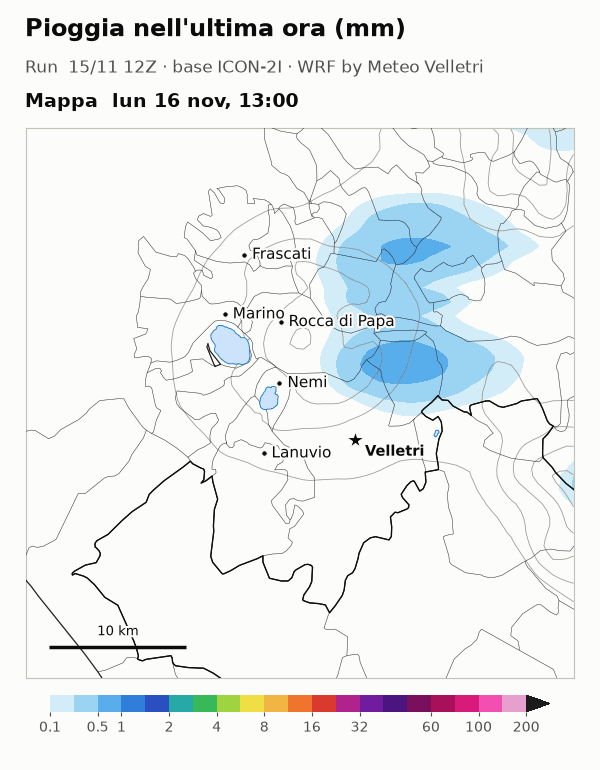 Pioggia nell'ultima ora (mm)
Run  15/11 12Z · base ICON-2I · WRF by Meteo Velletri
Mappa  lun 16 nov, 13:00
Frascati
Marino
Rocca di Papa
Nemi
Velletri
Lanuvio
10 km
0.1 0.5 1 2 4 8 16 32 60 100 200